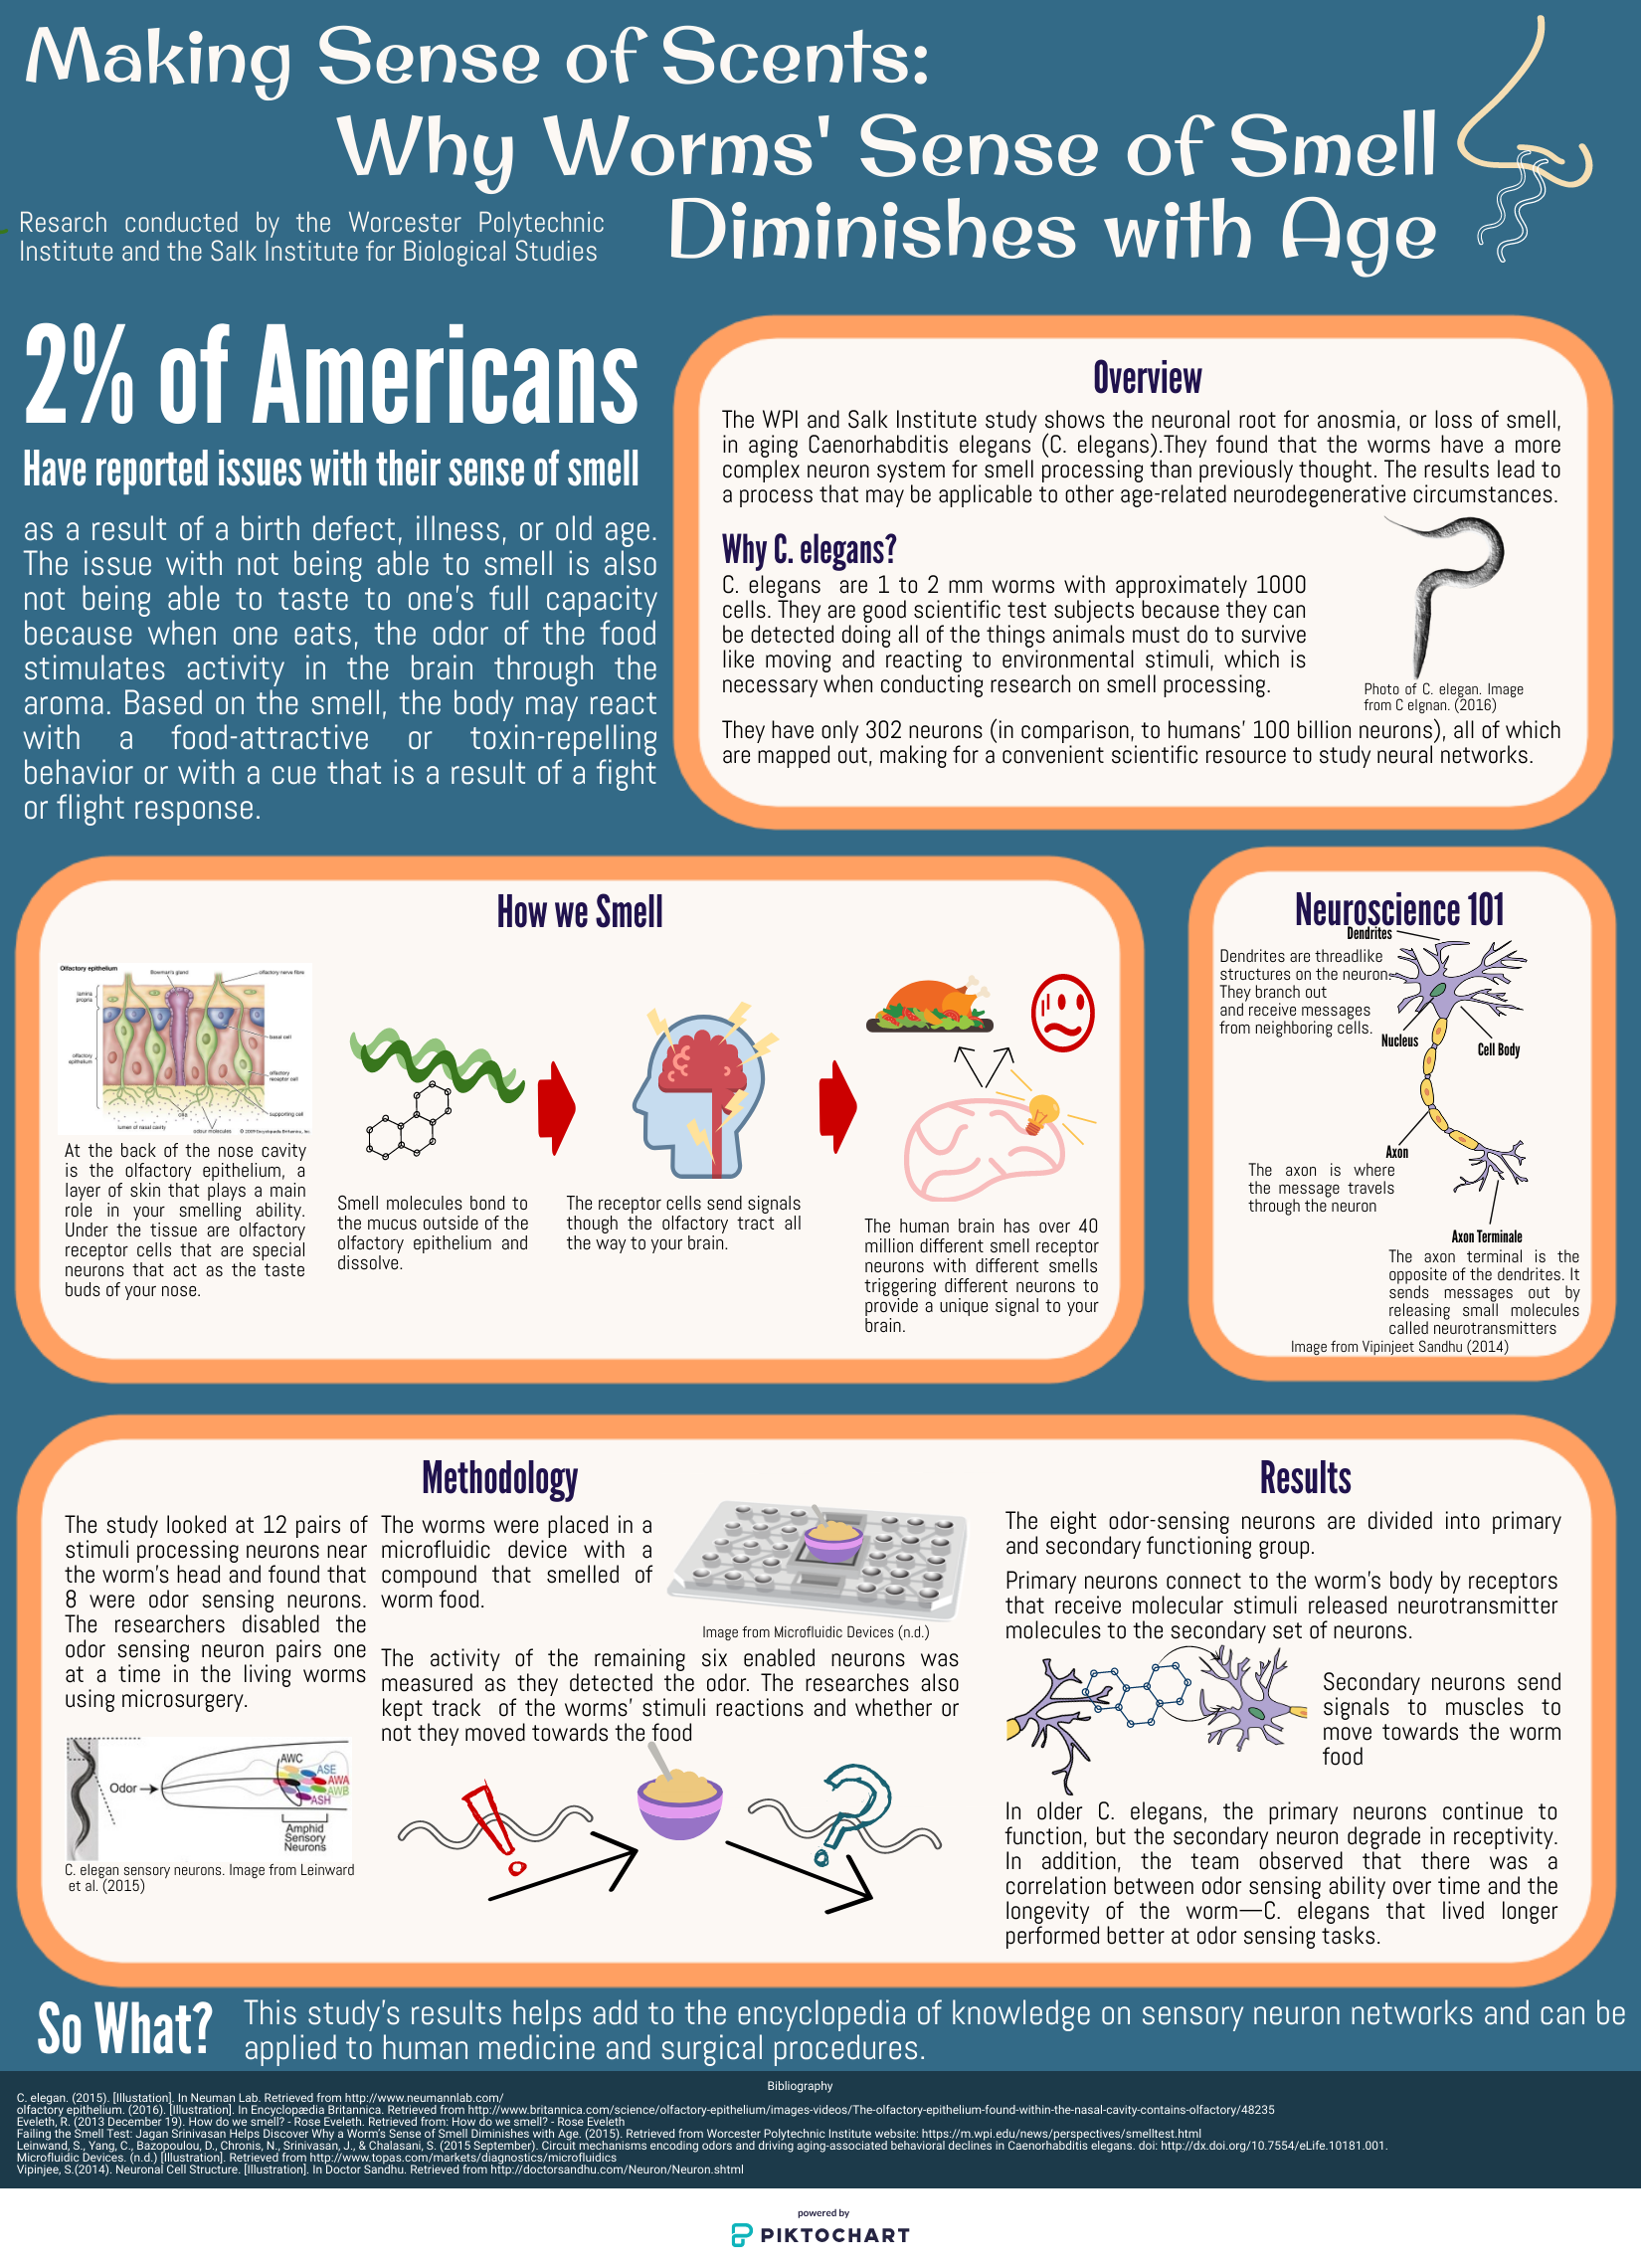 Making Sense of Scents:
Why Worms' Sense of Smell
Diminishes with Age
Resarch conducted by the Worcester Polytechnic
Institute and the Salk Institute for Biological Studies
2% of Americans
Have reported issues with their sense of smell
as a result of a birth defect, illness, or old age.
The issue with not being able to smell is also
not being able to taste to one's full capacity
because when one eats, the odor of the food
stimulates activity in the brain through the
aroma. Based on the smell, the body may react
with a food-attractive or toxin-repelling
behavior or with a cue that is a result of a fight
or flight response.
Overview
The WPI and Salk Institute study shows the neuronal root for anosmia, or loss of smell,
in aging Caenorhabditis elegans (C. elegans).They found that the worms have a more
complex neuron system for smell processing than previously thought. The results lead to
a process that may be applicable to other age-related neurodegenerative circumstances.
Why C. elegans?
C. elegans are 1 to 2 mm worms with approximately 1000
cells. They are good scientific test subjects because they can
be detected doing all of the things animals must do to survive
like moving and reacting to environmental stimuli, which is
necessary when conducting research on smell processing.
Photo of C. elegan. Image
from C elgnan. (2016)
They have only 302 neurons (in comparison, to humans' 100 billion neurons), all of which
are mapped out, making for a convenient scientific resource to study neural networks.
How we Smell
Olfactory epithelium
Bowman's gland
olfactory nerve fibre
lamina
propria
basal cell
olfactory
epithelium
olfactory
receptor cell
supporting cell
cilia
lumen of nasal cavity
odour molecules
© 2009 Encyclopædia Britannica, Inc.
At the back of the nose cavity
is the olfactory epithelium, a
layer of skin that plays a main
role in your smelling ability.
Under the tissue are olfactory
receptor cells that are special
neurons that act as the taste
buds of your nose.
Smell molecules bond to
the mucus outside of the
olfactory epithelium and
dissolve.
The receptor cells send signals
though the olfactory tract all
the way to your brain.
The human brain has over 40
million different smell receptor
neurons with different smells
triggering different neurons to
provide a unique signal to your
brain.
Neuroscience 101
Dendrites
Dendrites are threadlike
structures on the neuron.
They branch out
and receive messages
from neighboring cells.
Nucleus
Cell Body
Axon
The axon is where
the message travels
through the neuron
Axon Terminale
The axon terminal is the
opposite of the dendrites. It
sends messages out by
releasing small molecules
called neurotransmitters
Image from Vipinjeet Sandhu (2014)
Methodology
The study looked at 12 pairs of
stimuli processing neurons near
the worm's head and found that
8 were odor sensing neurons.
The researchers disabled the
odor sensing neuron pairs one
at a time in the living worms
using microsurgery.
Odor
AWC
ASE
AWA
AWB
ASH
Amphid
Sensory
Neurons
C. elegan sensory neurons. Image from Leinward
et al. (2015)
The worms were placed in a
microfluidic device with a
compound that smelled of
worm food.
Image from Microfluidic Devices (n.d.)
The activity of the remaining six enabled neurons was
measured as they detected the odor. The researches also
kept track of the worms' stimuli reactions and whether or
not they moved towards the food
!
?
Results
The eight odor-sensing neurons are divided into primary
and secondary functioning group.
Primary neurons connect to the worm's body by receptors
that receive molecular stimuli released neurotransmitter
molecules to the secondary set of neurons.
Secondary neurons send
signals to muscles to
move towards the worm
food
In older C. elegans, the primary neurons continue to
function, but the secondary neuron degrade in receptivity.
In addition, the team observed that there was a
correlation between odor sensing ability over time and the
longevity of the worm—C. elegans that lived longer
performed better at odor sensing tasks.
So What?
This study's results helps add to the encyclopedia of knowledge on sensory neuron networks and can be
applied to human medicine and surgical procedures.
Bibliography
C. elegan. (2015). [Illustation]. In Neuman Lab. Retrieved from http://www.neumannlab.com/
olfactory epithelium. (2016). [Illustration]. In Encyclopædia Britannica. Retrieved from http://www.britannica.com/science/olfactory-epithelium/images-videos/The-olfactory-epithelium-found-within-the-nasal-cavity-contains-olfactory/48235
Eveleth, R. (2013 December 19). How do we smell? - Rose Eveleth. Retrieved from: How do we smell? - Rose Eveleth
Failing the Smell Test: Jagan Srinivasan Helps Discover Why a Worm's Sense of Smell Diminishes with Age. (2015). Retrieved from Worcester Polytechnic Institute website: https://m.wpi.edu/news/perspectives/smelltest.html
Leinwand, S., Yang, C., Bazopoulou, D., Chronis, N., Srinivasan, J., & Chalasani, S. (2015 September). Circuit mechanisms encoding odors and driving aging-associated behavioral declines in Caenorhabditis elegans. doi: http://dx.doi.org/10.7554/eLife.10181.001.
Microfluidic Devices. (n.d.) [Illustration]. Retrieved from http://www.topas.com/markets/diagnostics/microfluidics
Vipinjee, S.(2014). Neuronal Cell Structure. [Illustration]. In Doctor Sandhu. Retrieved from http://doctorsandhu.com/Neuron/Neuron.shtml
powered by
PIKTOCHART